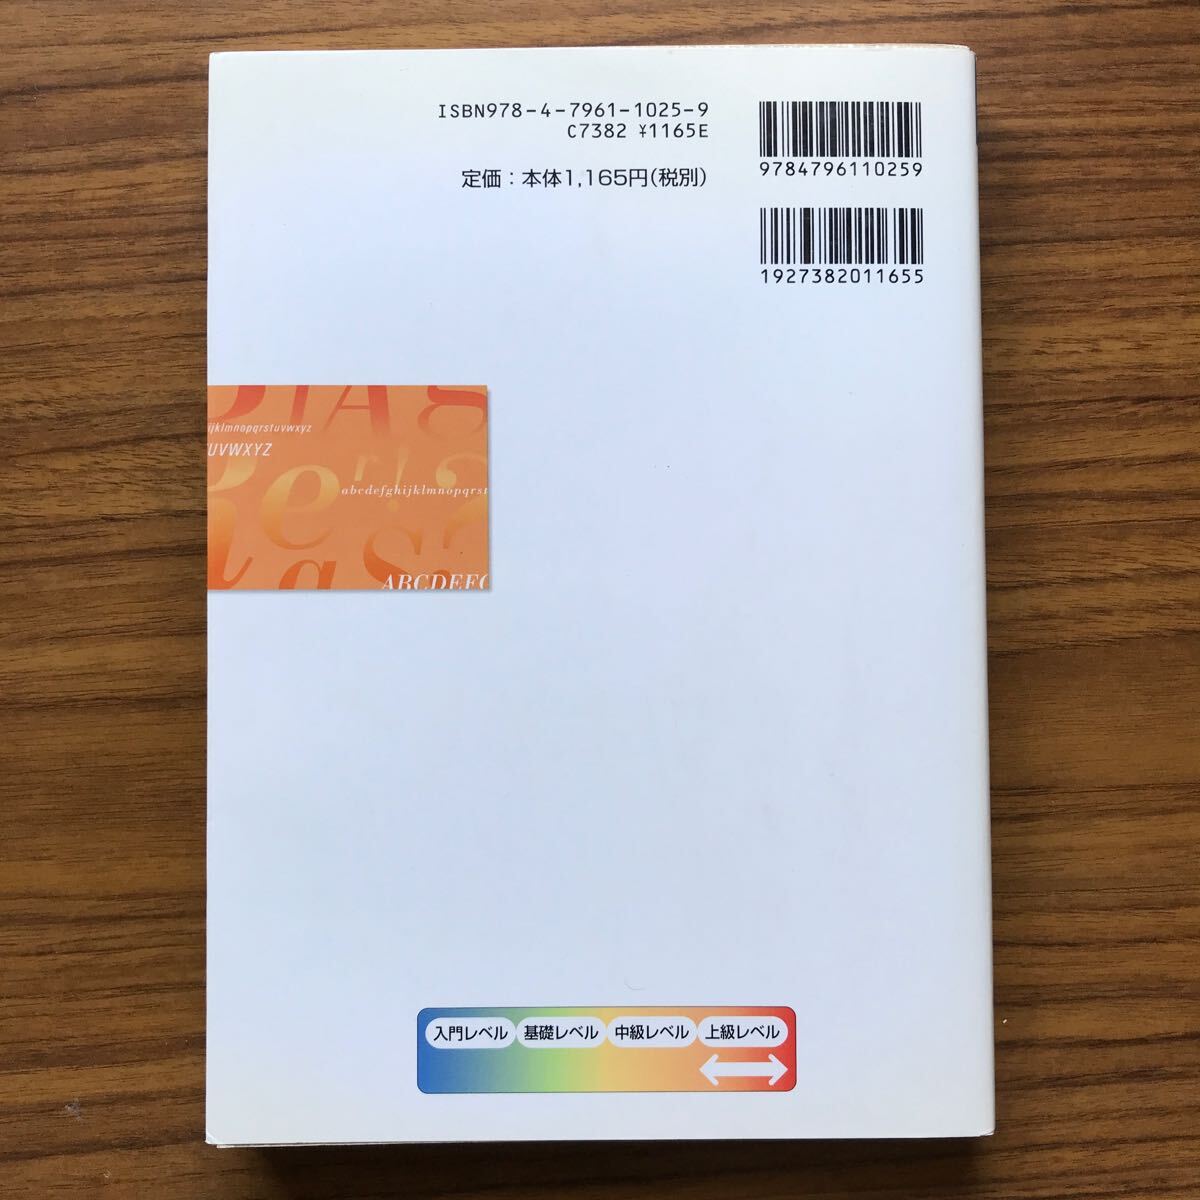 ISBN978-4-7961-1025-9
C7382 ¥1165E
定価：本体1,165円(税別)
9784796110259
1927382011655
ijklmnopqrstuvwxyz
UVWXYZ
abcdefghijklmnopqrst
ABCDEFG
入門レベル 基礎レベル 中級レベル 上級レベル